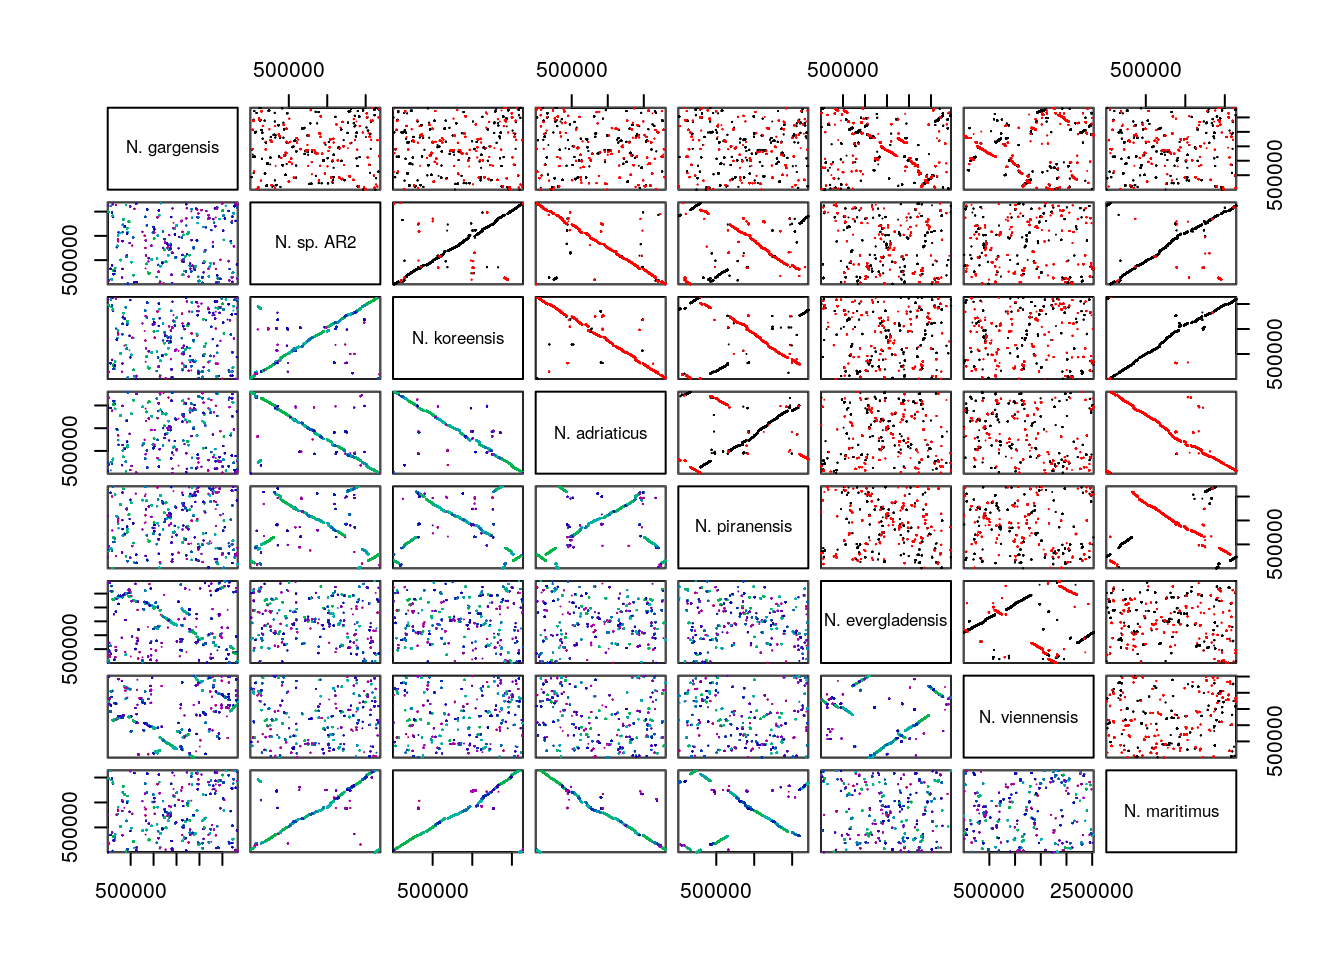 500000 500000 500000 500000
N. gargensis
500000
500000
N. sp. AR2
N. koreensis
500000
500000
N. adriaticus
N. piranensis
500000
500000
N. evergladensis
N. viennensis
500000
500000
N. maritimus
500000 500000 500000 500000 2500000